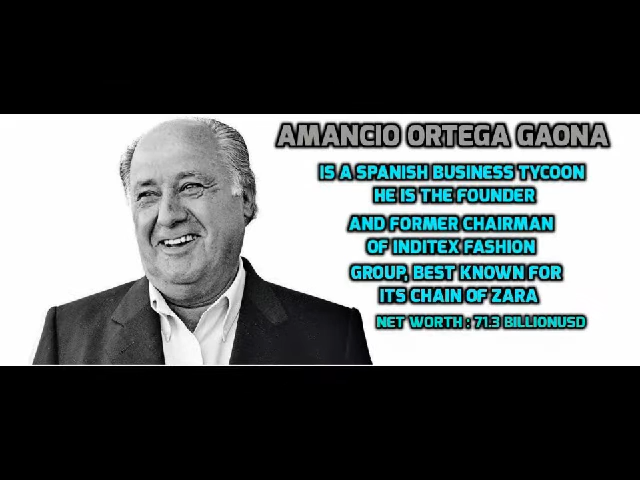 AMANCIO ORTEGA GAONA
IS A SPANISH BUSINESS TYCOON
HE IS THE FOUNDER
AND FORMER CHAIRMAN
OF INDITEX FASHION
GROUP, BEST KNOWN FOR
ITS CHAIN OF ZARA
NET WORTH : 71.3 BILLIONUSD